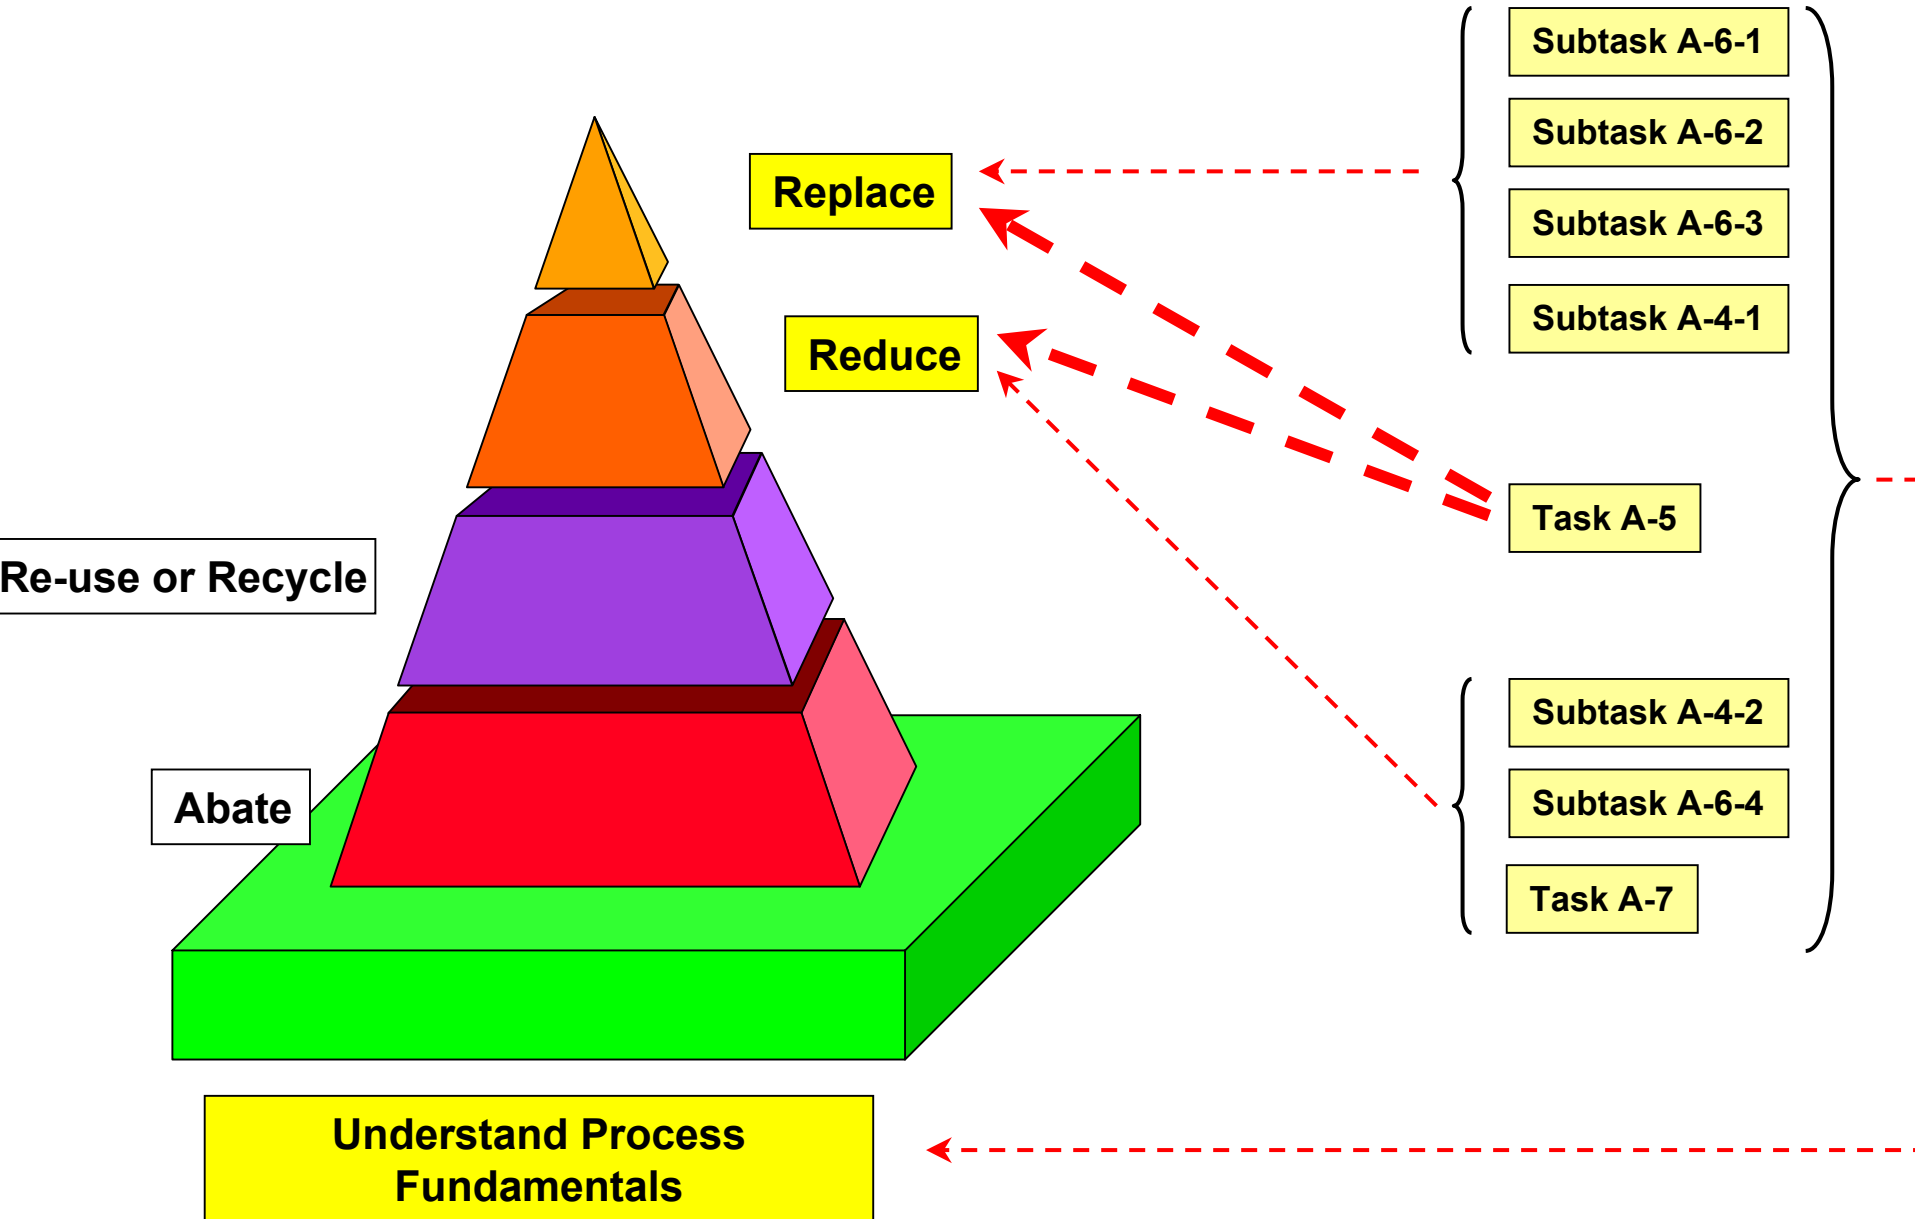 Subtask A-6-1
Subtask A-6-2
Replace
Subtask A-6-3
Subtask A-4-1
Reduce
Task A-5
Re-use or Recycle
Subtask A-4-2
Abate
Subtask A-6-4
Task A-7
Understand Process
Fundamentals